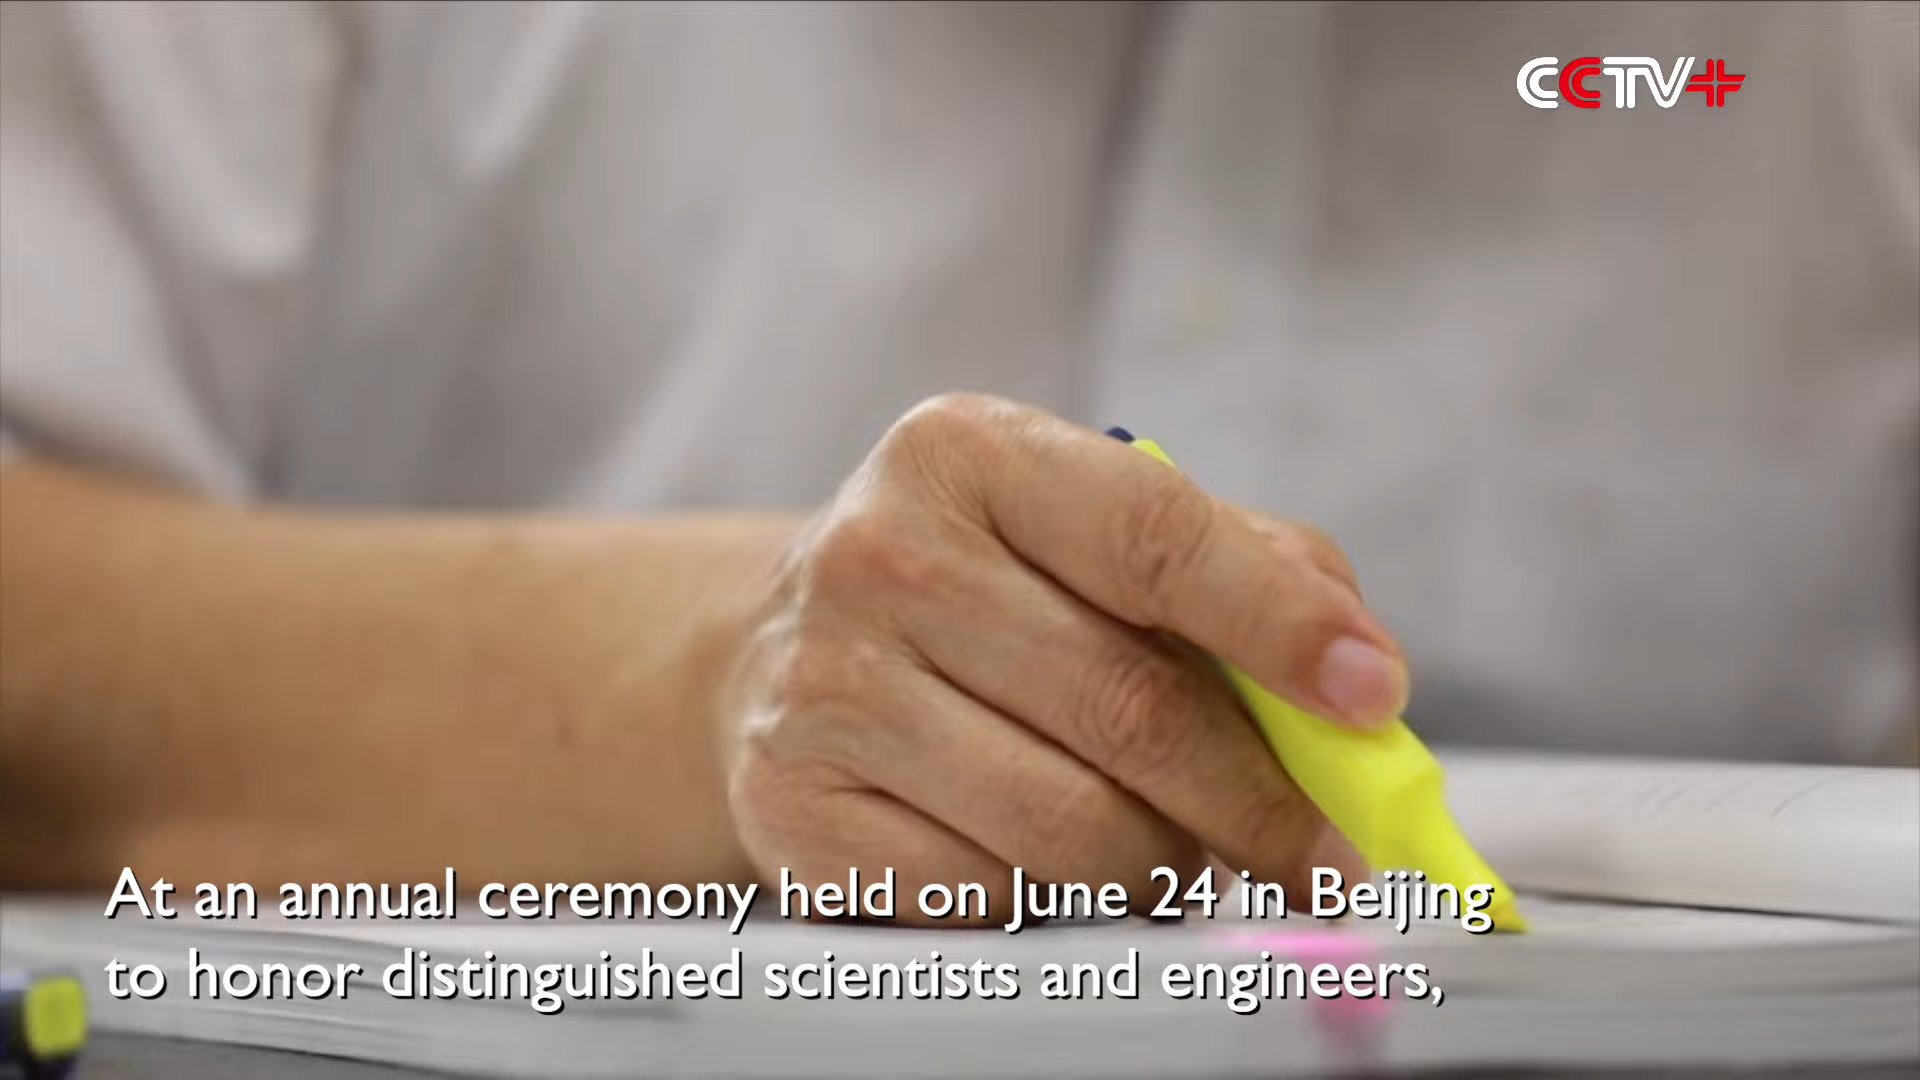 CCTV+
At an annual ceremony held on June 24 in Beijing
to honor distinguished scientists and engineers,